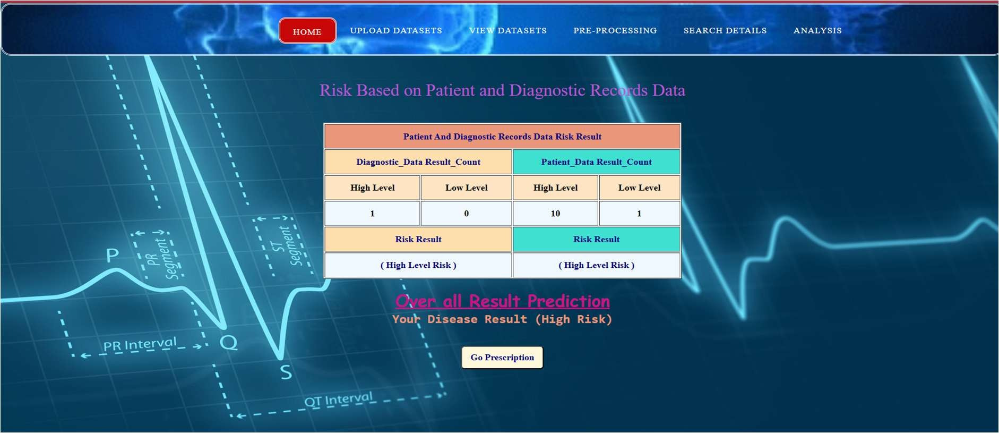 HOME UPLOAD DATASETS VIEW DATASETS PRE-PROCESSING SEARCH DETAILS ANALYSIS
Risk Based on Patient and Diagnostic Records Data
Patient And Diagnostic Records Data Risk Result
Diagnostic_Data Result_Count Patient_Data Result_Count
High Level Low Level High Level Low Level
1 0 10 1
Risk Result Risk Result
( High Level Risk ) ( High Level Risk )
Over all Result Prediction
Your Disease Result (High Risk)
Go Prescription
P
PR
Segment
ST
Segment
PR Interval
Q
S
QT Interval